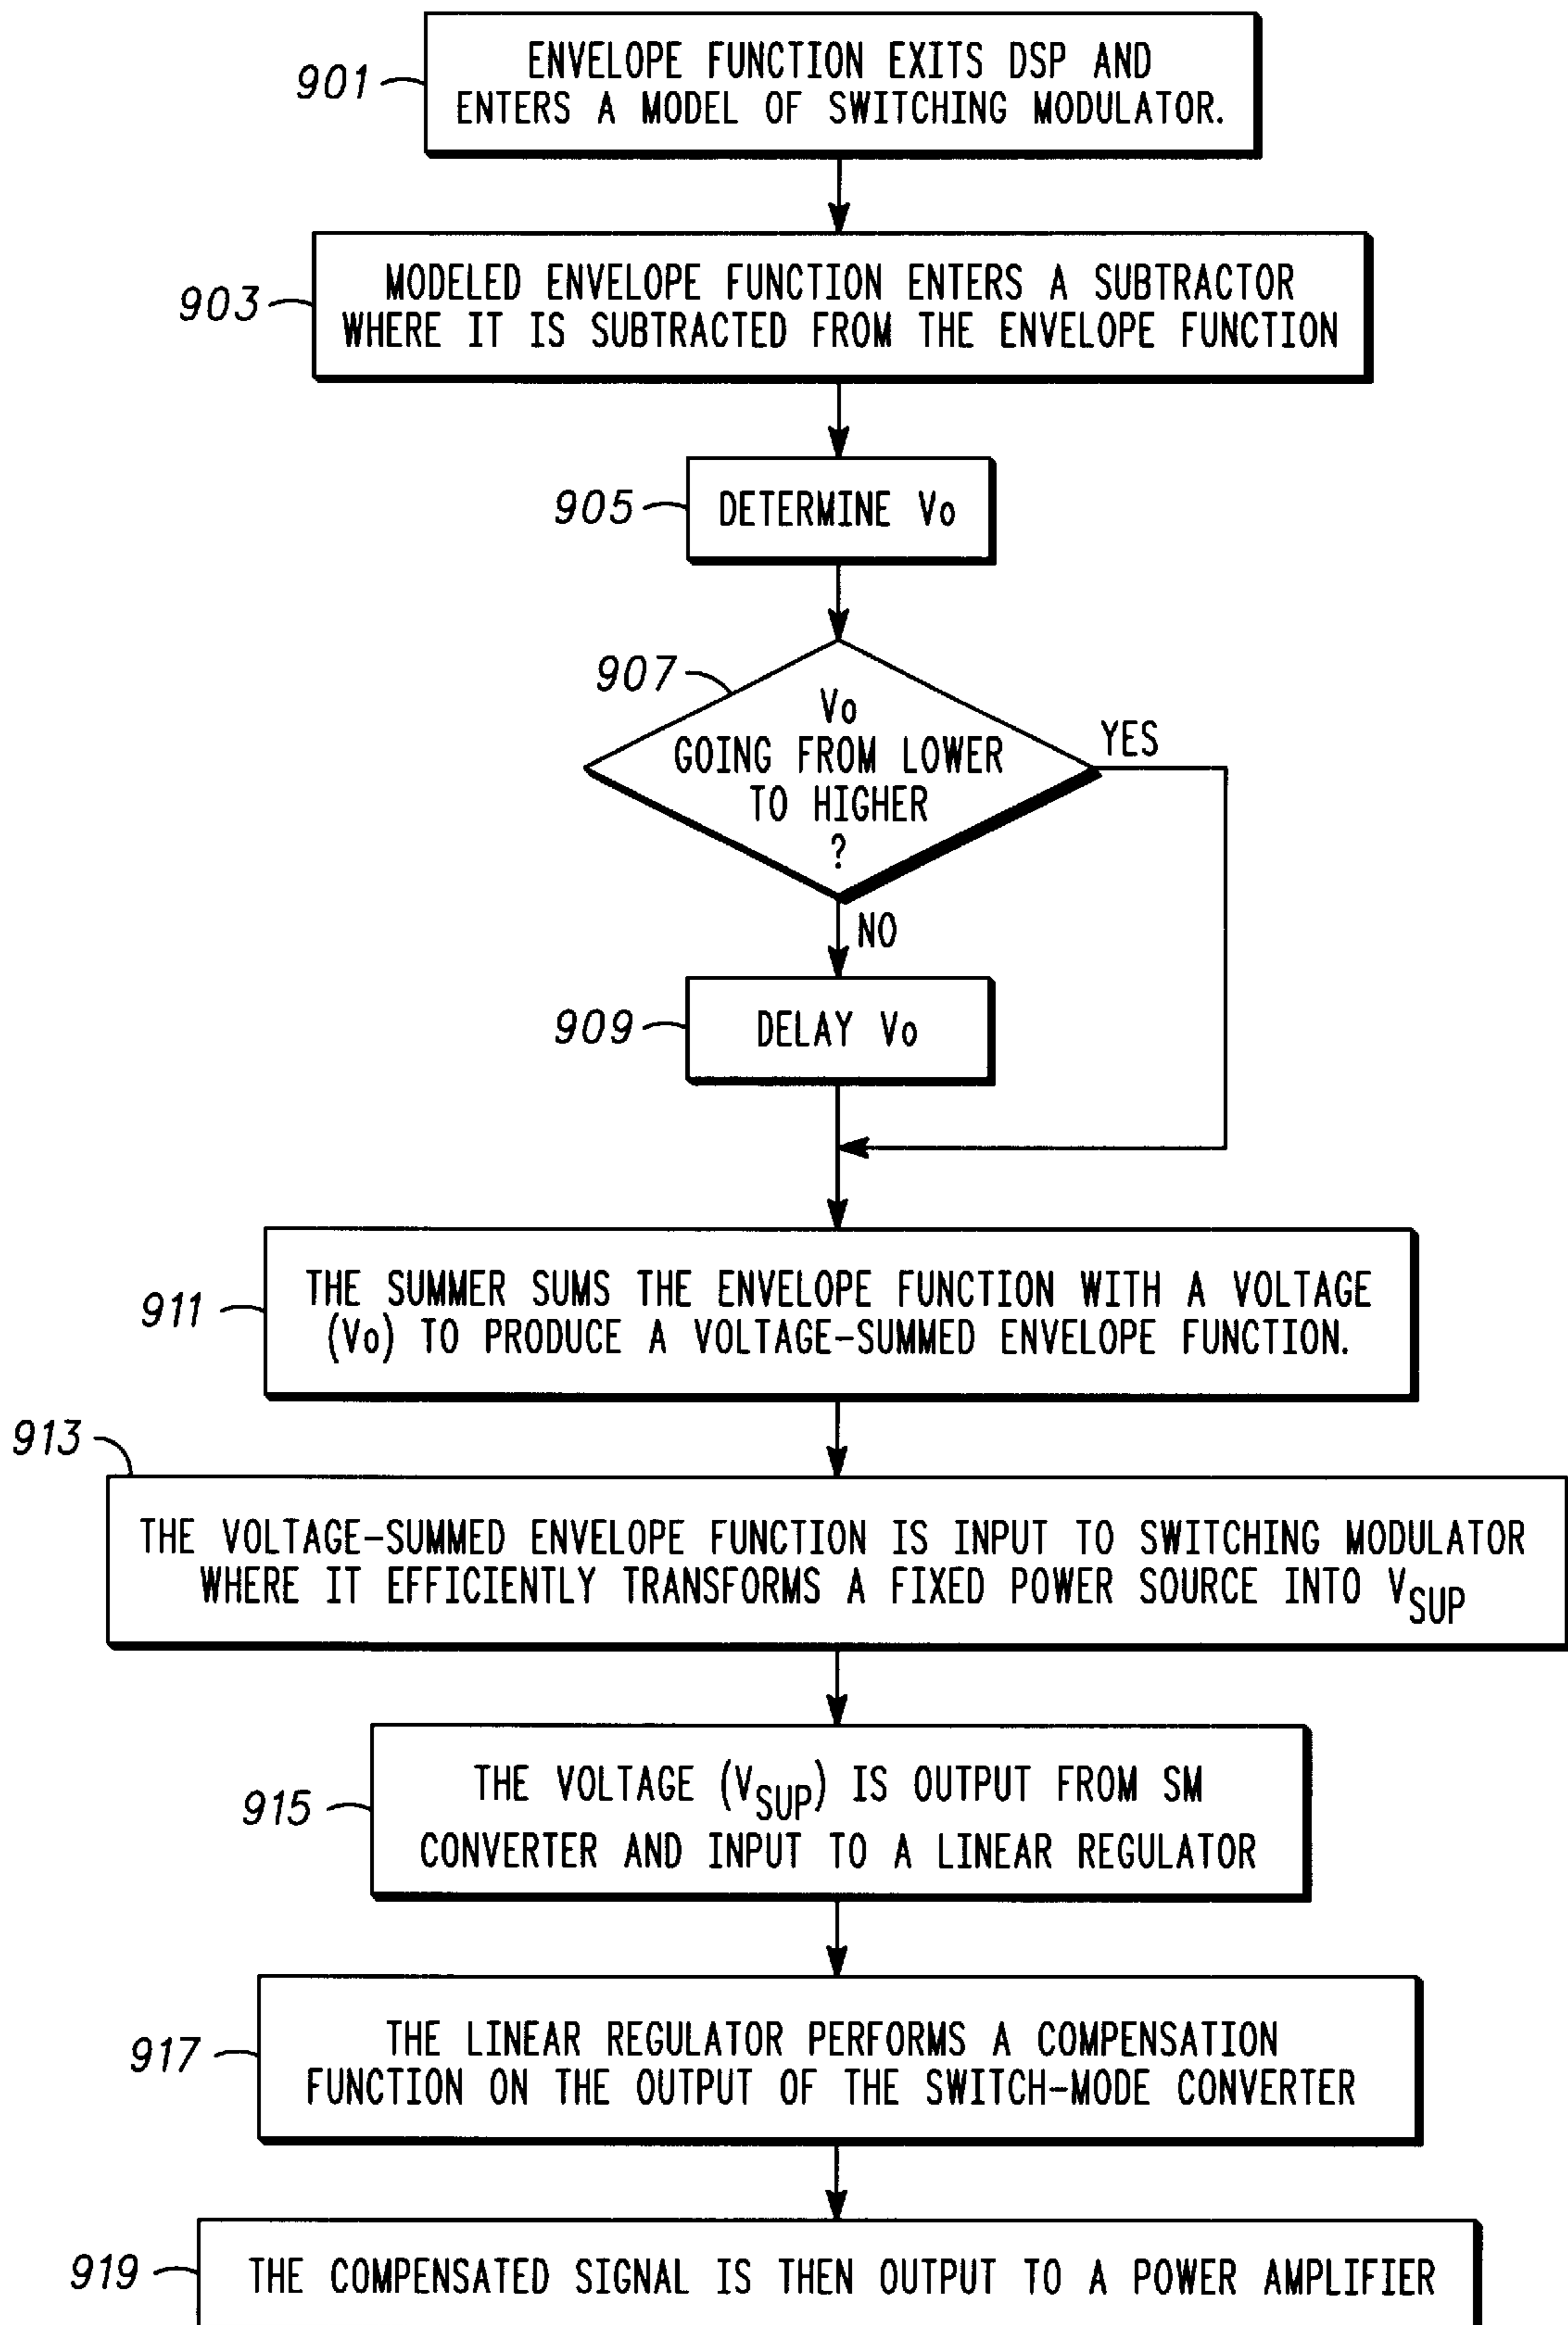 901
ENVELOPE FUNCTION EXITS DSP AND
ENTERS A MODEL OF SWITCHING MODULATOR.
903
MODELED ENVELOPE FUNCTION ENTERS A SUBTRACTOR
WHERE IT IS SUBTRACTED FROM THE ENVELOPE FUNCTION
905
DETERMINE Vo
907
Vo
GOING FROM LOWER
TO HIGHER
?
YES
NO
909
DELAY Vo
911
THE SUMMER SUMS THE ENVELOPE FUNCTION WITH A VOLTAGE
(Vo) TO PRODUCE A VOLTAGE-SUMMED ENVELOPE FUNCTION.
913
THE VOLTAGE-SUMMED ENVELOPE FUNCTION IS INPUT TO SWITCHING MODULATOR
WHERE IT EFFICIENTLY TRANSFORMS A FIXED POWER SOURCE INTO VSUP
915
THE VOLTAGE (VSUP) IS OUTPUT FROM SM
CONVERTER AND INPUT TO A LINEAR REGULATOR
917
THE LINEAR REGULATOR PERFORMS A COMPENSATION
FUNCTION ON THE OUTPUT OF THE SWITCH-MODE CONVERTER
919
THE COMPENSATED SIGNAL IS THEN OUTPUT TO A POWER AMPLIFIER